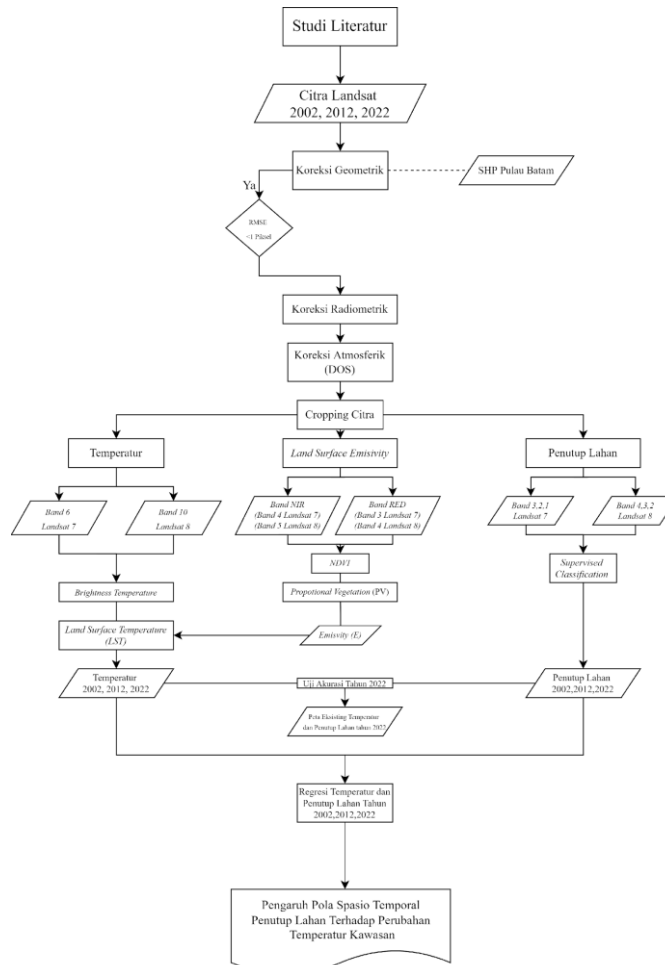 Studi Literatur
Citra Landsat
2002, 2012, 2022
Koreksi Geometrik
SHP Pulau Batam
Ya
RMSE
<1 Piksel
Koreksi Radiometrik
Koreksi Atmosferik
(DOS)
Cropping Citra
Temperatur
Land Surface Emisivity
Penutup Lahan
Band 6
Landsat 7
Band 10
Landsat 8
Band NIR
(Band 4 Landsat 7)
(Band 5 Landsat 8)
Band RED
(Band 3 Landsat 7)
(Band 4 Landsat 8)
Band 3,2,1
Landsat 7
Band 4,3,2
Landsat 8
NDVI
Supervised
Classification
Brightness Temperature
Propotional Vegetation (PV)
Land Surface Temperature
(LST)
Emisvity (E)
Temperatur
2002, 2012, 2022
Uji Akurasi Tahun 2022
Penutup Lahan
2002,2012,2022
Peta Eksisting Temperatur
dan Penutup Lahan tahun 2022
Regresi Temperatur dan
Penutup Lahan Tahun
2002,2012,2022
Pengaruh Pola Spasio Temporal
Penutup Lahan Terhadap Perubahan
Temperatur Kawasan